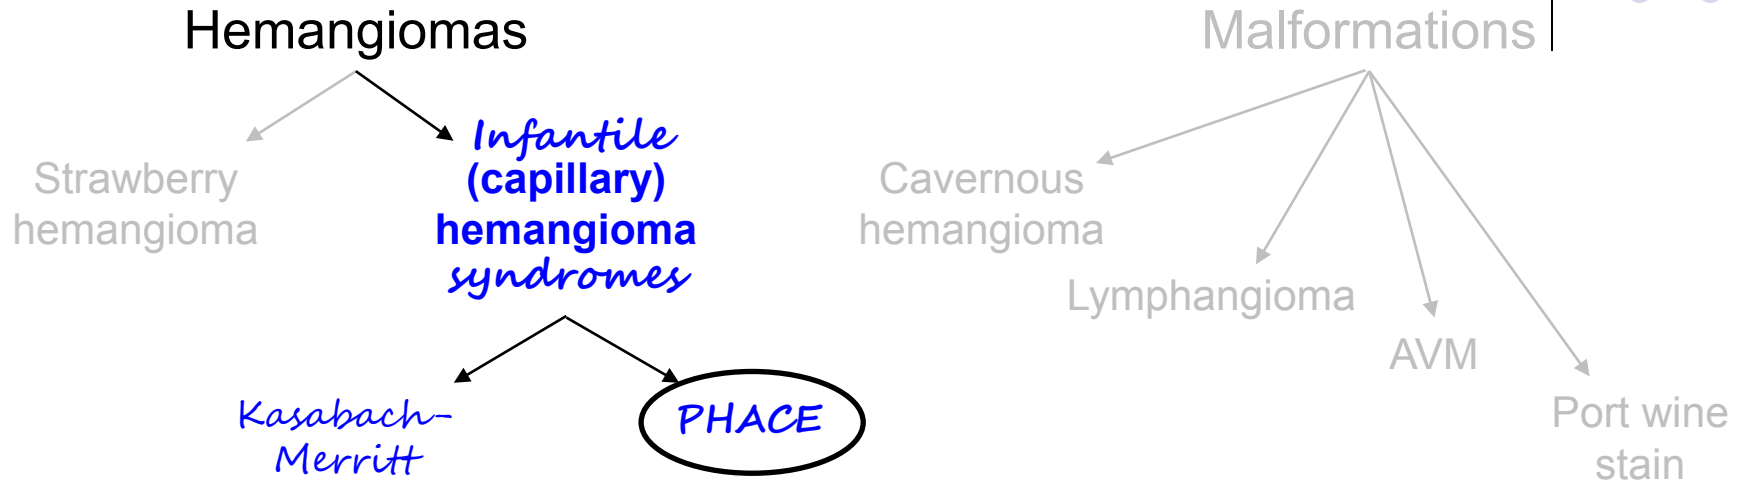 Hemangiomas
Malformations
Strawberry
hemangioma
Infantile
(capillary)
hemangioma
syndromes
Cavernous
hemangioma
Lymphangioma
AVM
Port wine
stain
Kasabach-
Merritt
PHACE